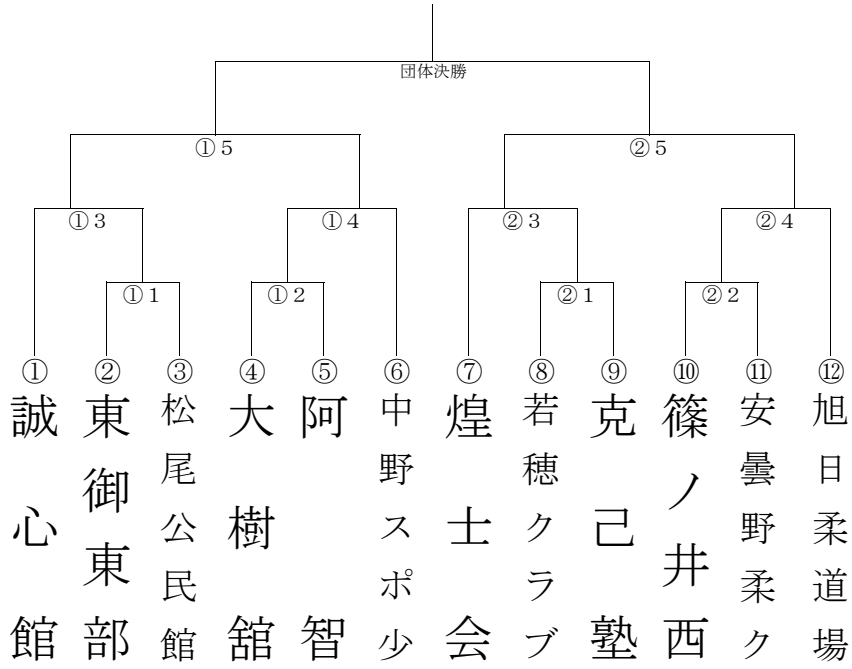 団体決勝
①5
②5
①3
①4
②3
②4
①1
①2
②1
②2
①
②
③
④
⑤
⑥
⑦
⑧
⑨
⑩
⑪
⑫
誠心館
東御東部
松尾公民館
大樹舘
阿智
中野スポ少
煌士会
若穂クラブ
克己塾
篠ノ井西
安曇野柔ク
旭日柔道場